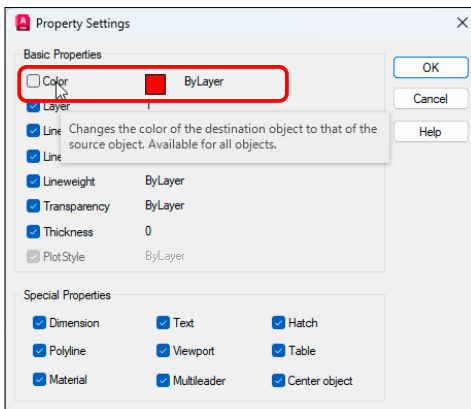 Property Settings
Basic Properties
Color ByLayer
OK
Layer
Cancel
Line
Changes the color of the destination object to that of the
source object. Available for all objects.
Help
Line
Lineweight ByLayer
Transparency ByLayer
Thickness 0
PlotStyle ByLayer
Special Properties
Dimension Text Hatch
Polyline Viewport Table
Material Multileader Center object